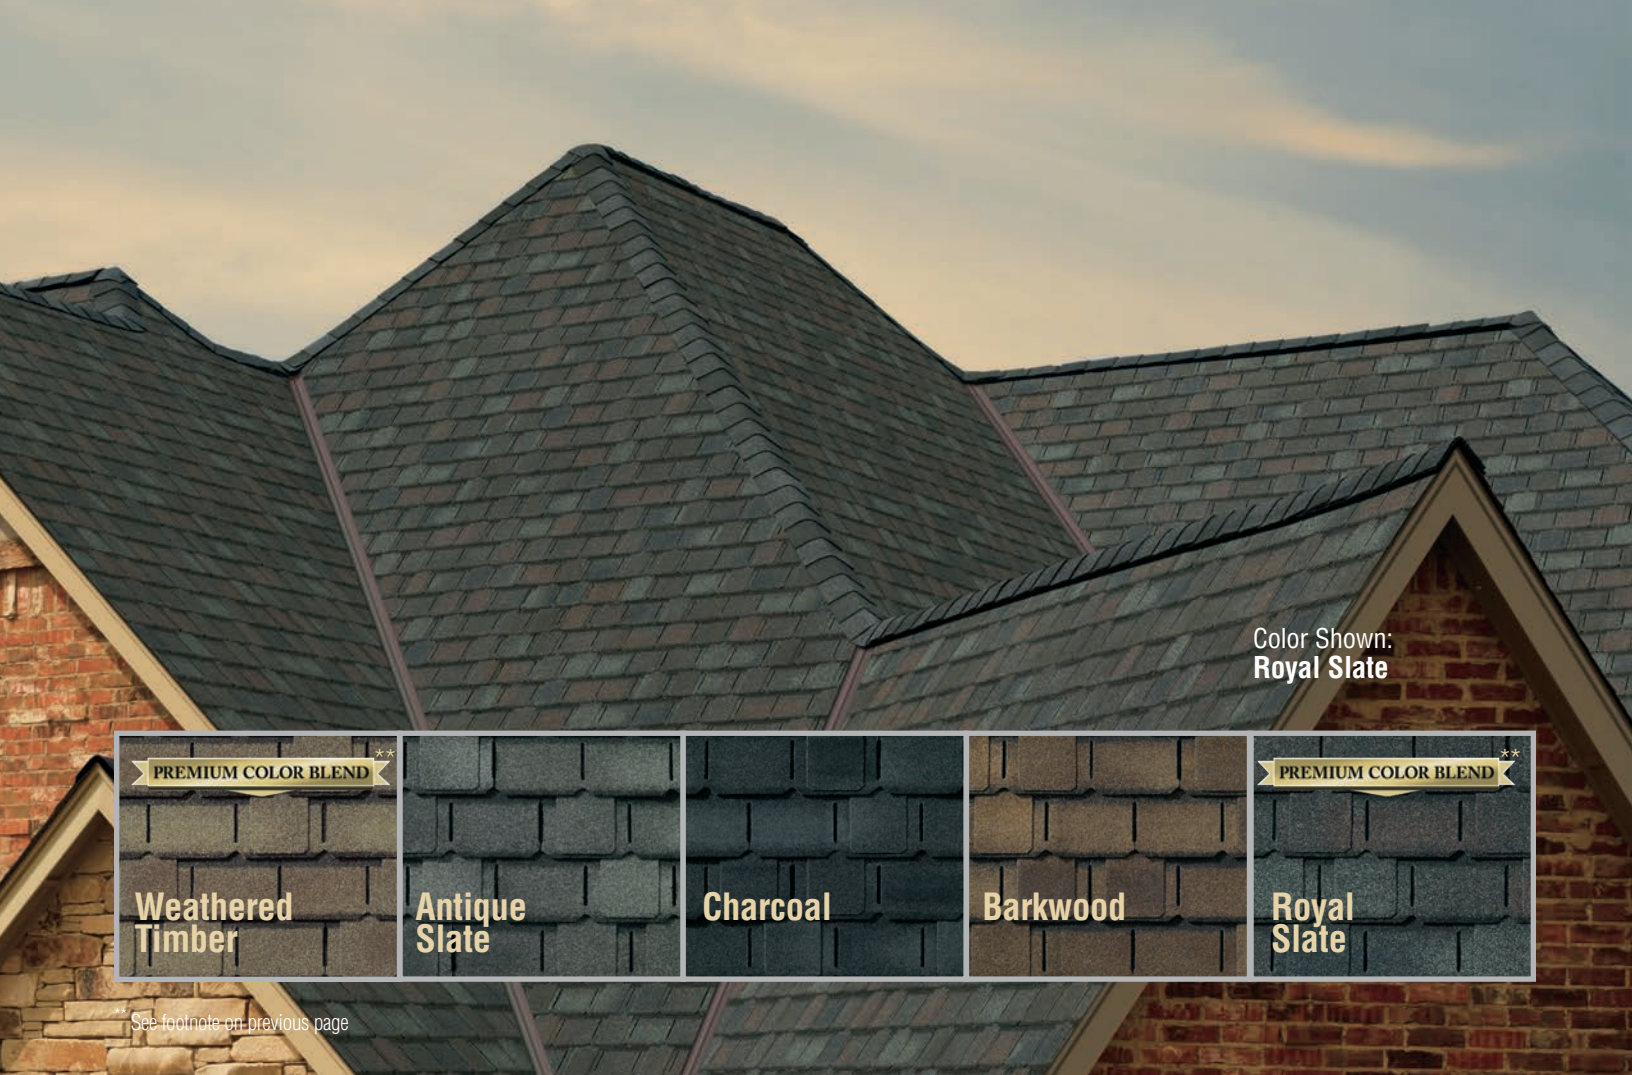 Color Shown:
Royal Slate
PREMIUM COLOR BLEND**
Weathered
Timber
Antique
Slate
Charcoal
Barkwood
PREMIUM COLOR BLEND**
Royal
Slate
** See footnote on previous page